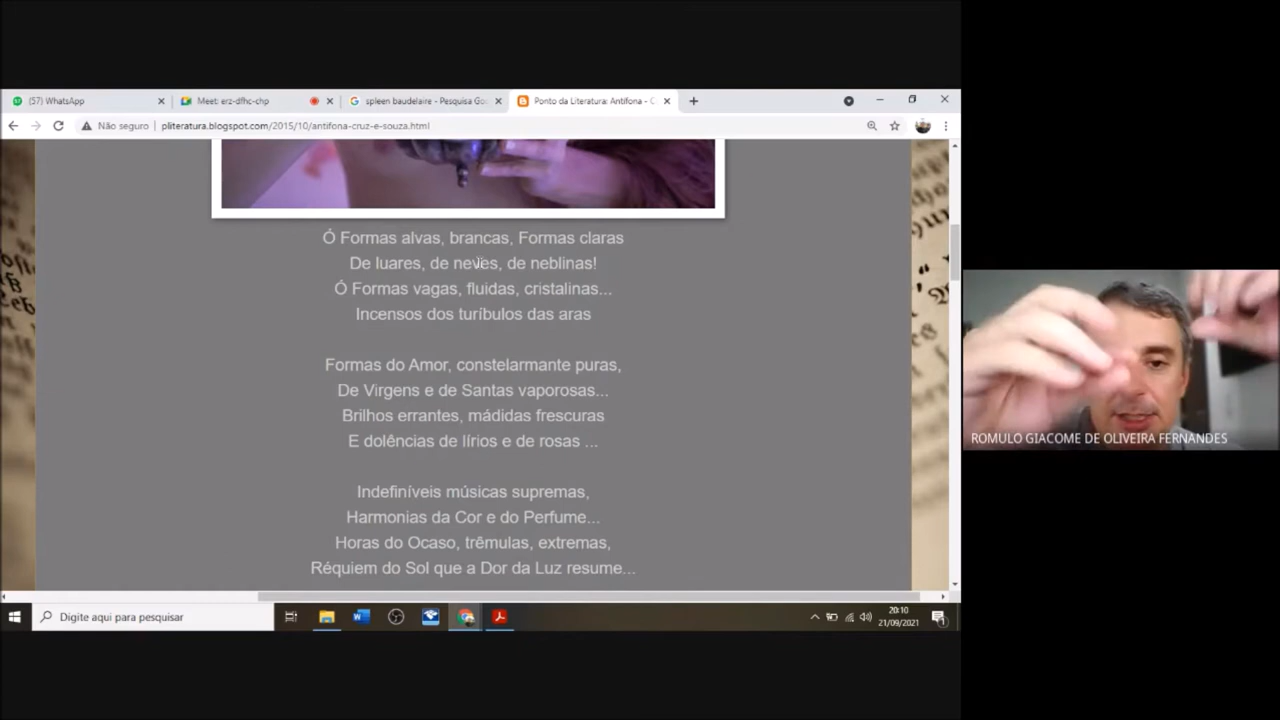 (57) WhatsApp
Meet: erz-dfhc-chp
spleen baudelaire - Pesquisa Goo
Ponto da Literatura: Antífona - C
Não seguro
pliteratura.blogspot.com/2015/10/antifona-cruz-e-souza.html
Ó Formas alvas, brancas, Formas claras
De luares, de neves, de neblinas!
Ó Formas vagas, fluidas, cristalinas...
Incensos dos turíbulos das aras
Formas do Amor, constelarmante puras,
De Virgens e de Santas vaporosas...
Brilhos errantes, mádidas frescuras
E dolências de lírios e de rosas ...
Indefiníveis músicas supremas,
Harmonias da Cor e do Perfume...
Horas do Ocaso, trêmulas, extremas,
Réquiem do Sol que a Dor da Luz resume...
ROMULO GIACOME DE OLIVEIRA FERNANDES
Digite aqui para pesquisar
20:10
21/09/2021